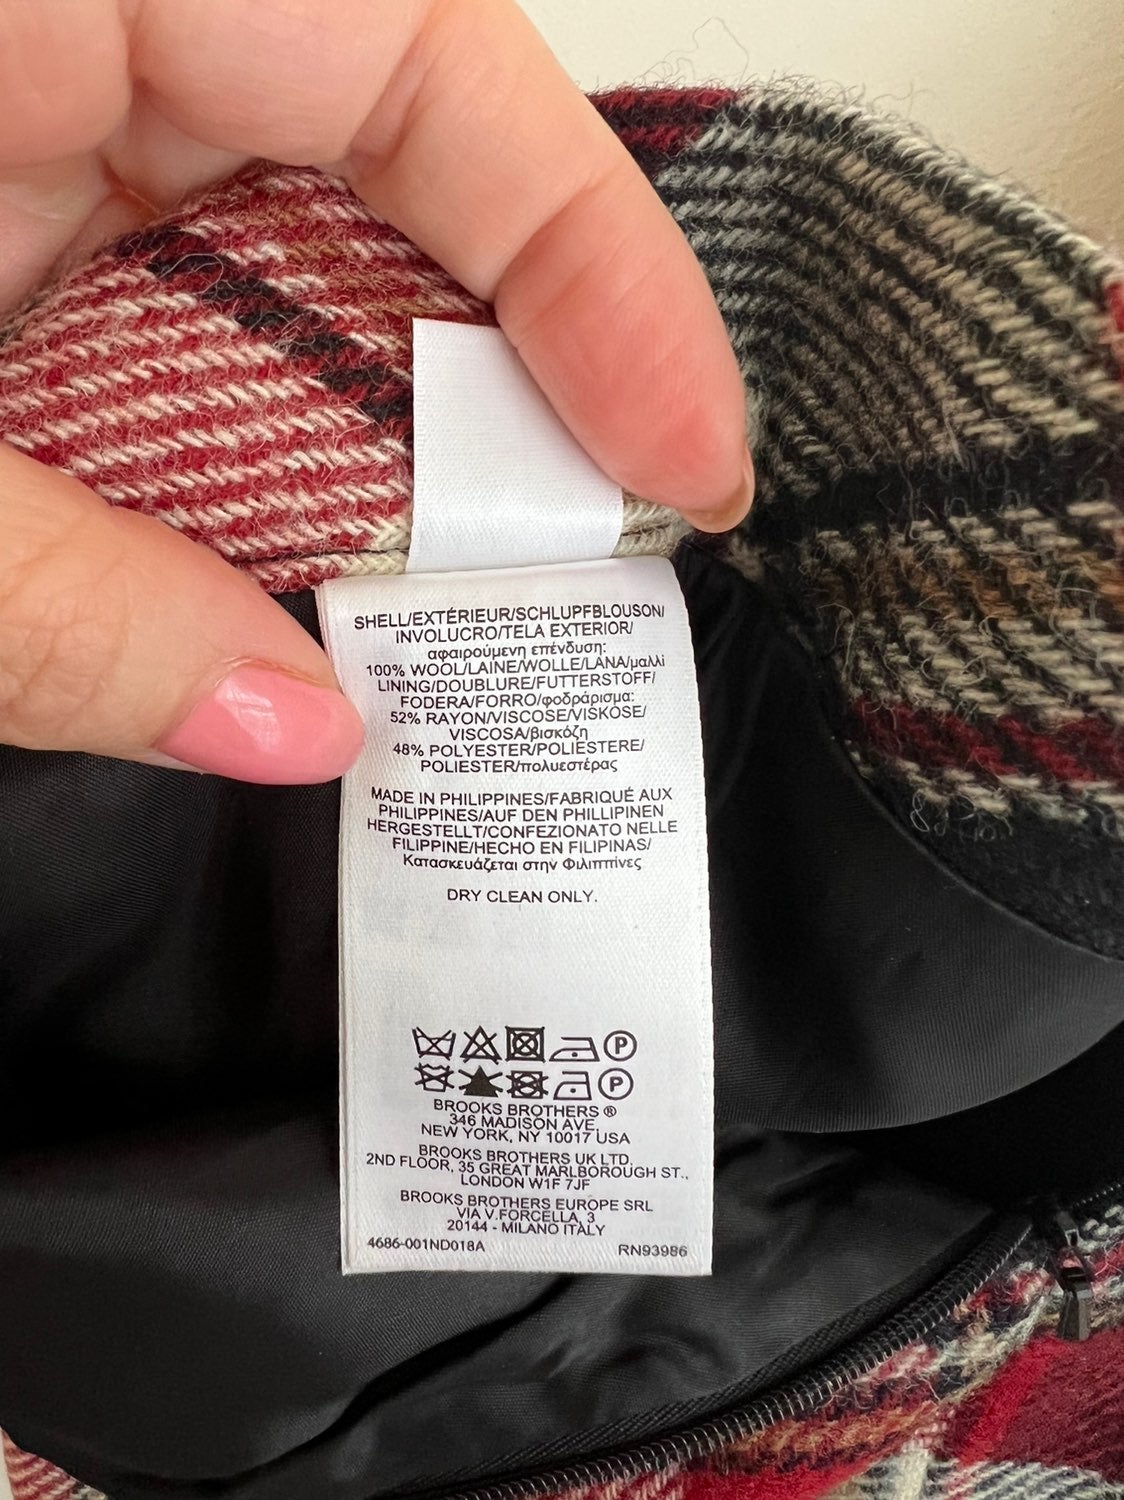 SHELL/EXTÉRIEUR/SCHLUPFBLOUSON/
INVOLUCRO/TELA EXTERIOR/
αφαιρούμενη επένδυση:
100% WOOL/LAINE/WOLLE/LANA/μαλλί
LINING/DOUBLURE/FUTTERSTOFF/
FODERA/FORRO/φοδράρισμα:
52% RAYON/VISCOSE/VISKOSE/
VISCOSA/βισκόζη
48% POLYESTER/POLIESTERE/
POLIESTER/πολυεστέρας
MADE IN PHILIPPINES/FABRIQUÉ AUX
PHILIPPINES/AUF DEN PHILLIPINEN
HERGESTELLT/CONFEZIONATO NELLE
FILIPPINE/HECHO EN FILIPINAS/
Κατασκευάζεται στην Φιλιππίνες
DRY CLEAN ONLY.
P
P
BROOKS BROTHERS ®
346 MADISON AVE.
NEW YORK, NY 10017 USA
BROOKS BROTHERS UK LTD.
2ND FLOOR, 35 GREAT MARLBOROUGH ST.,
LONDON W1F 7JF
BROOKS BROTHERS EUROPE SRL
VIA V.FORCELLA, 3
20144 - MILANO ITALY
4686-001ND018A RN93986